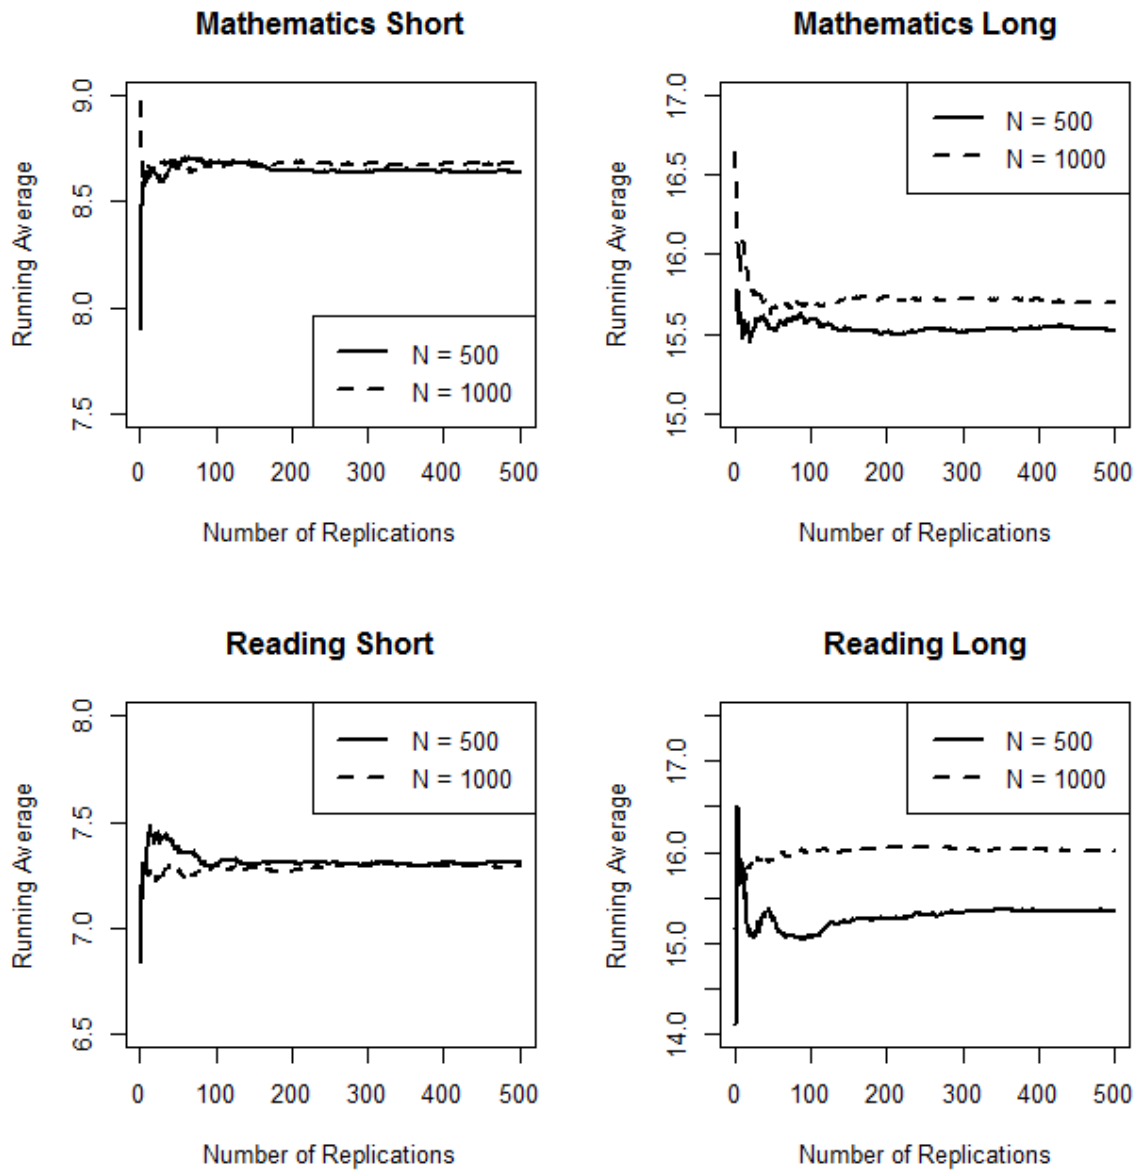 Mathematics Short
Running Average
9.0
8.5
8.0
7.5
N = 500
N = 1000
0 100 200 300 400 500
Number of Replications
Mathematics Long
Running Average
17.0
16.5
16.0
15.5
15.0
N = 500
N = 1000
0 100 200 300 400 500
Number of Replications
Reading Short
Running Average
8.0
7.5
7.0
6.5
N = 500
N = 1000
0 100 200 300 400 500
Number of Replications
Reading Long
Running Average
17.0
16.0
15.0
14.0
N = 500
N = 1000
0 100 200 300 400 500
Number of Replications